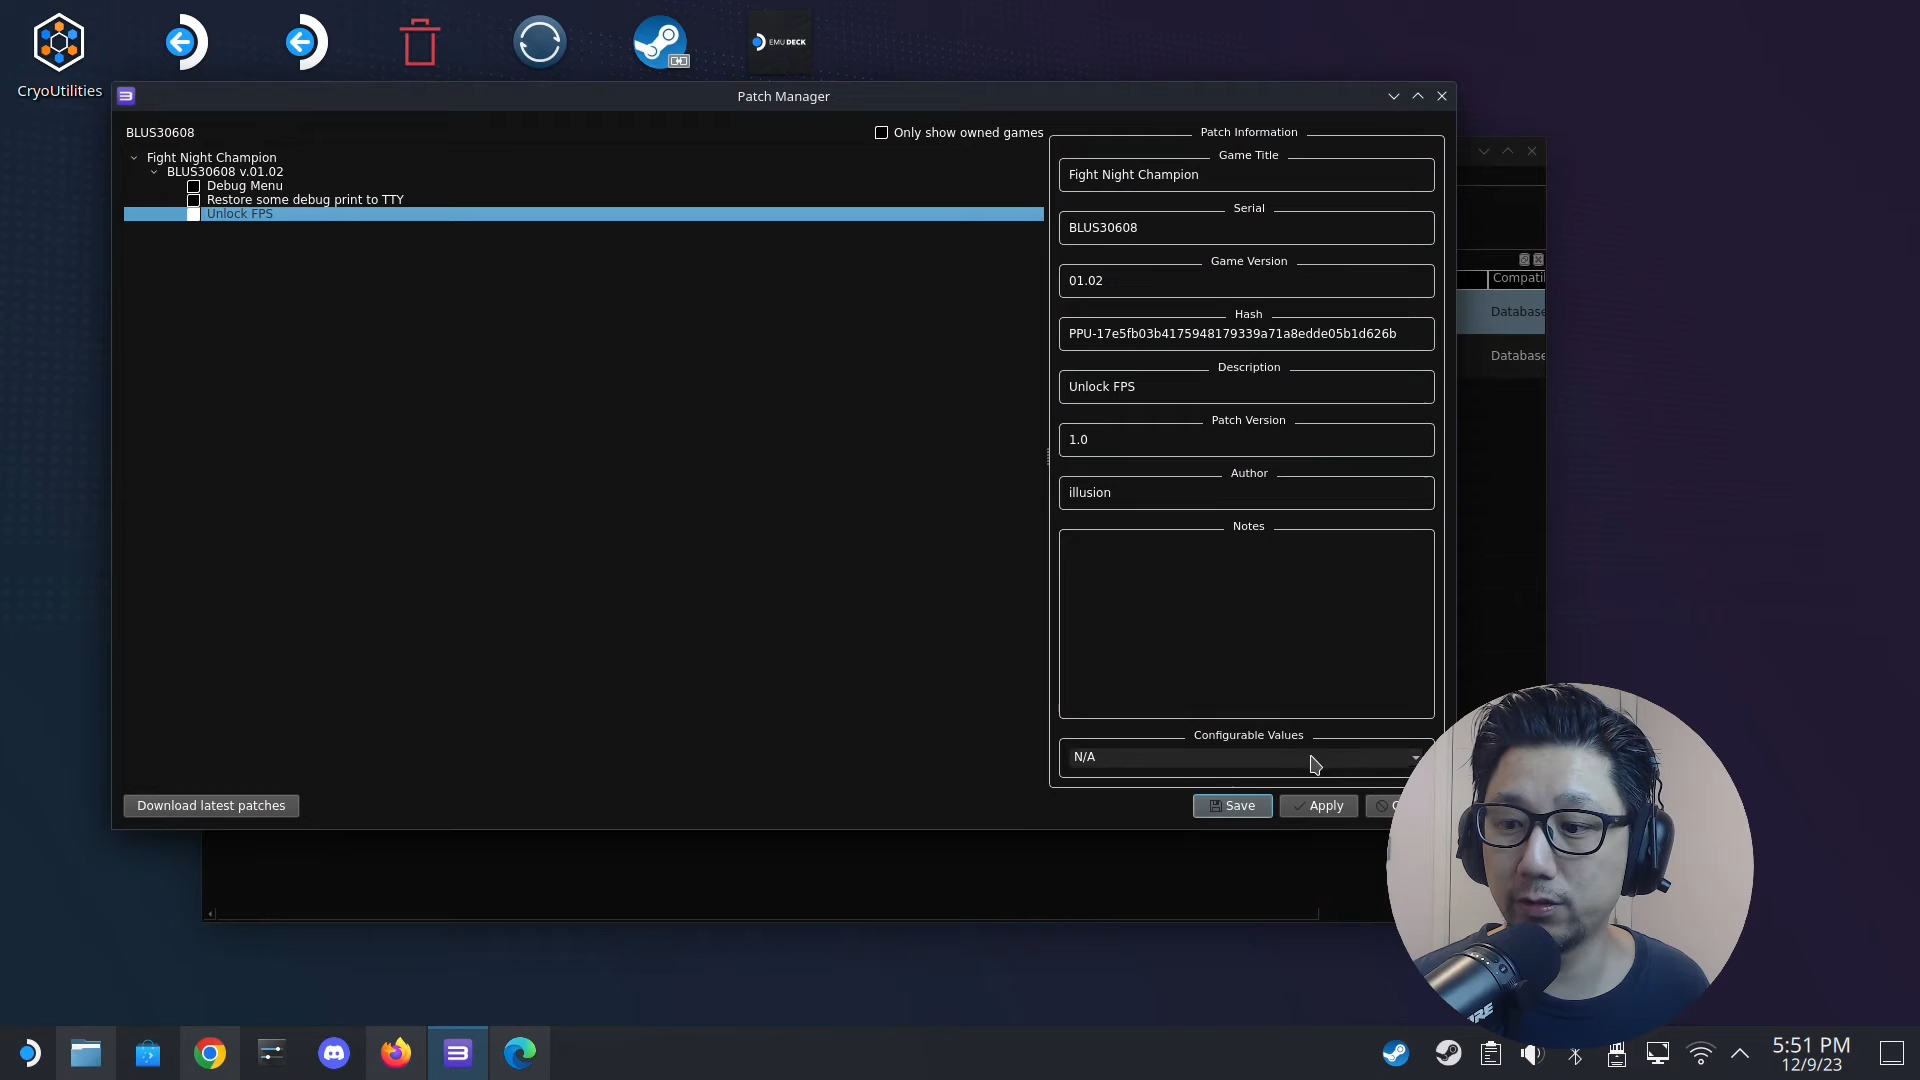 EMUDECK
CryoUtilities
Patch Manager
BLUS30608
Only show owned games
Fight Night Champion
BLUS30608 v.01.02
Debug Menu
Restore some debug print to TTY
Unlock FPS
Patch Information
Game Title
Fight Night Champion
Serial
BLUS30608
Game Version
01.02
Hash
PPU-17e5fb03b4175948179339a71a8edde05b1d626b
Description
Unlock FPS
Patch Version
1.0
Author
illusion
Notes
Configurable Values
N/A
Download latest patches
Save
Apply
Compati
Database
Database
5:51 PM
12/9/23